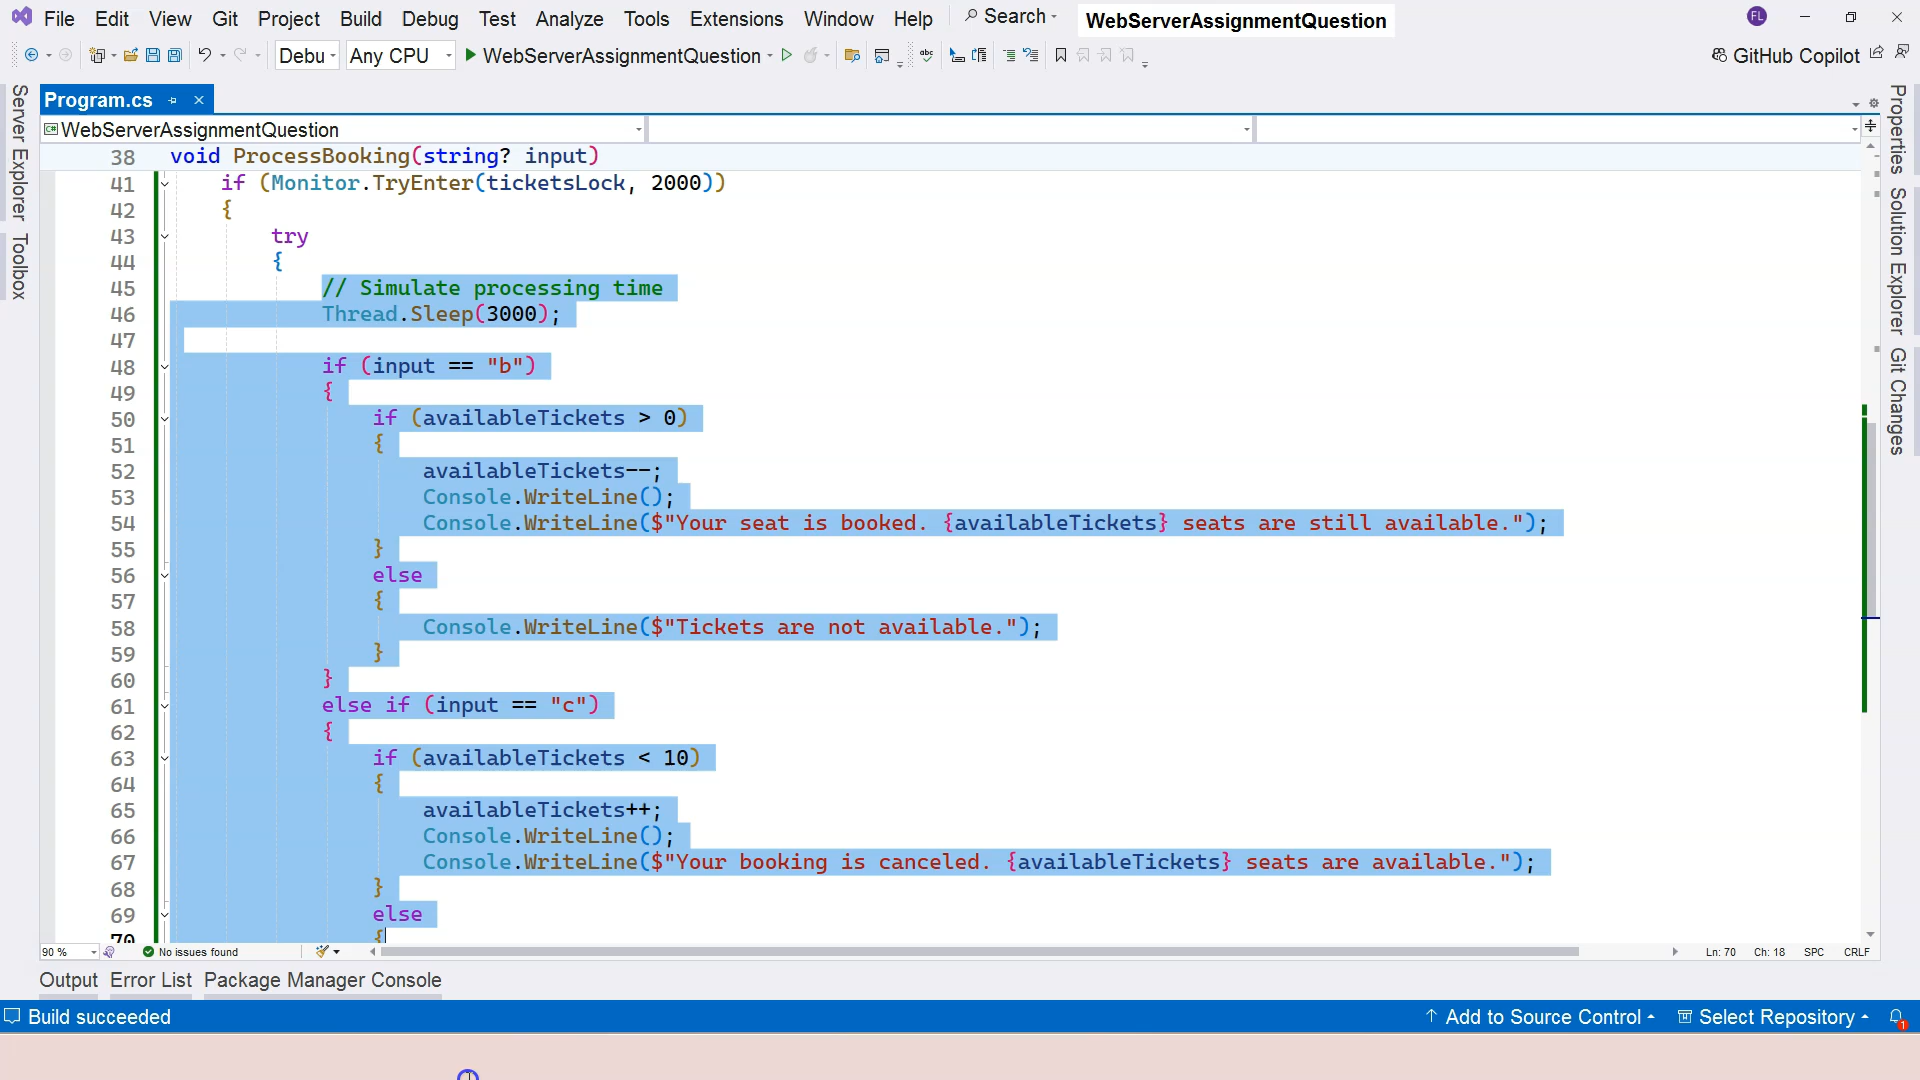 File Edit View Git Project Build Debug Test Analyze Tools Extensions Window Help Search WebServerAssignmentQuestion FL
Debu Any CPU WebServerAssignmentQuestion abc GitHub Copilot
Program.cs
C# WebServerAssignmentQuestion
Server Explorer
Toolbox
Properties
Solution Explorer
Git Changes
38 void ProcessBooking(string? input)
41 if (Monitor.TryEnter(ticketsLock, 2000))
42 {
43 try
44 {
45 // Simulate processing time
46 Thread.Sleep(3000);
47
48 if (input == "b")
49 {
50 if (availableTickets > 0)
51 {
52 availableTickets--;
53 Console.WriteLine();
54 Console.WriteLine($"Your seat is booked. {availableTickets} seats are still available.");
55 }
56 else
57 {
58 Console.WriteLine($"Tickets are not available.");
59 }
60 }
61 else if (input == "c")
62 {
63 if (availableTickets < 10)
64 {
65 availableTickets++;
66 Console.WriteLine();
67 Console.WriteLine($"Your booking is canceled. {availableTickets} seats are available.");
68 }
69 else
70 {
90 % No issues found Ln: 70 Ch: 18 SPC CRLF
Output Error List Package Manager Console
Build succeeded Add to Source Control Select Repository 1